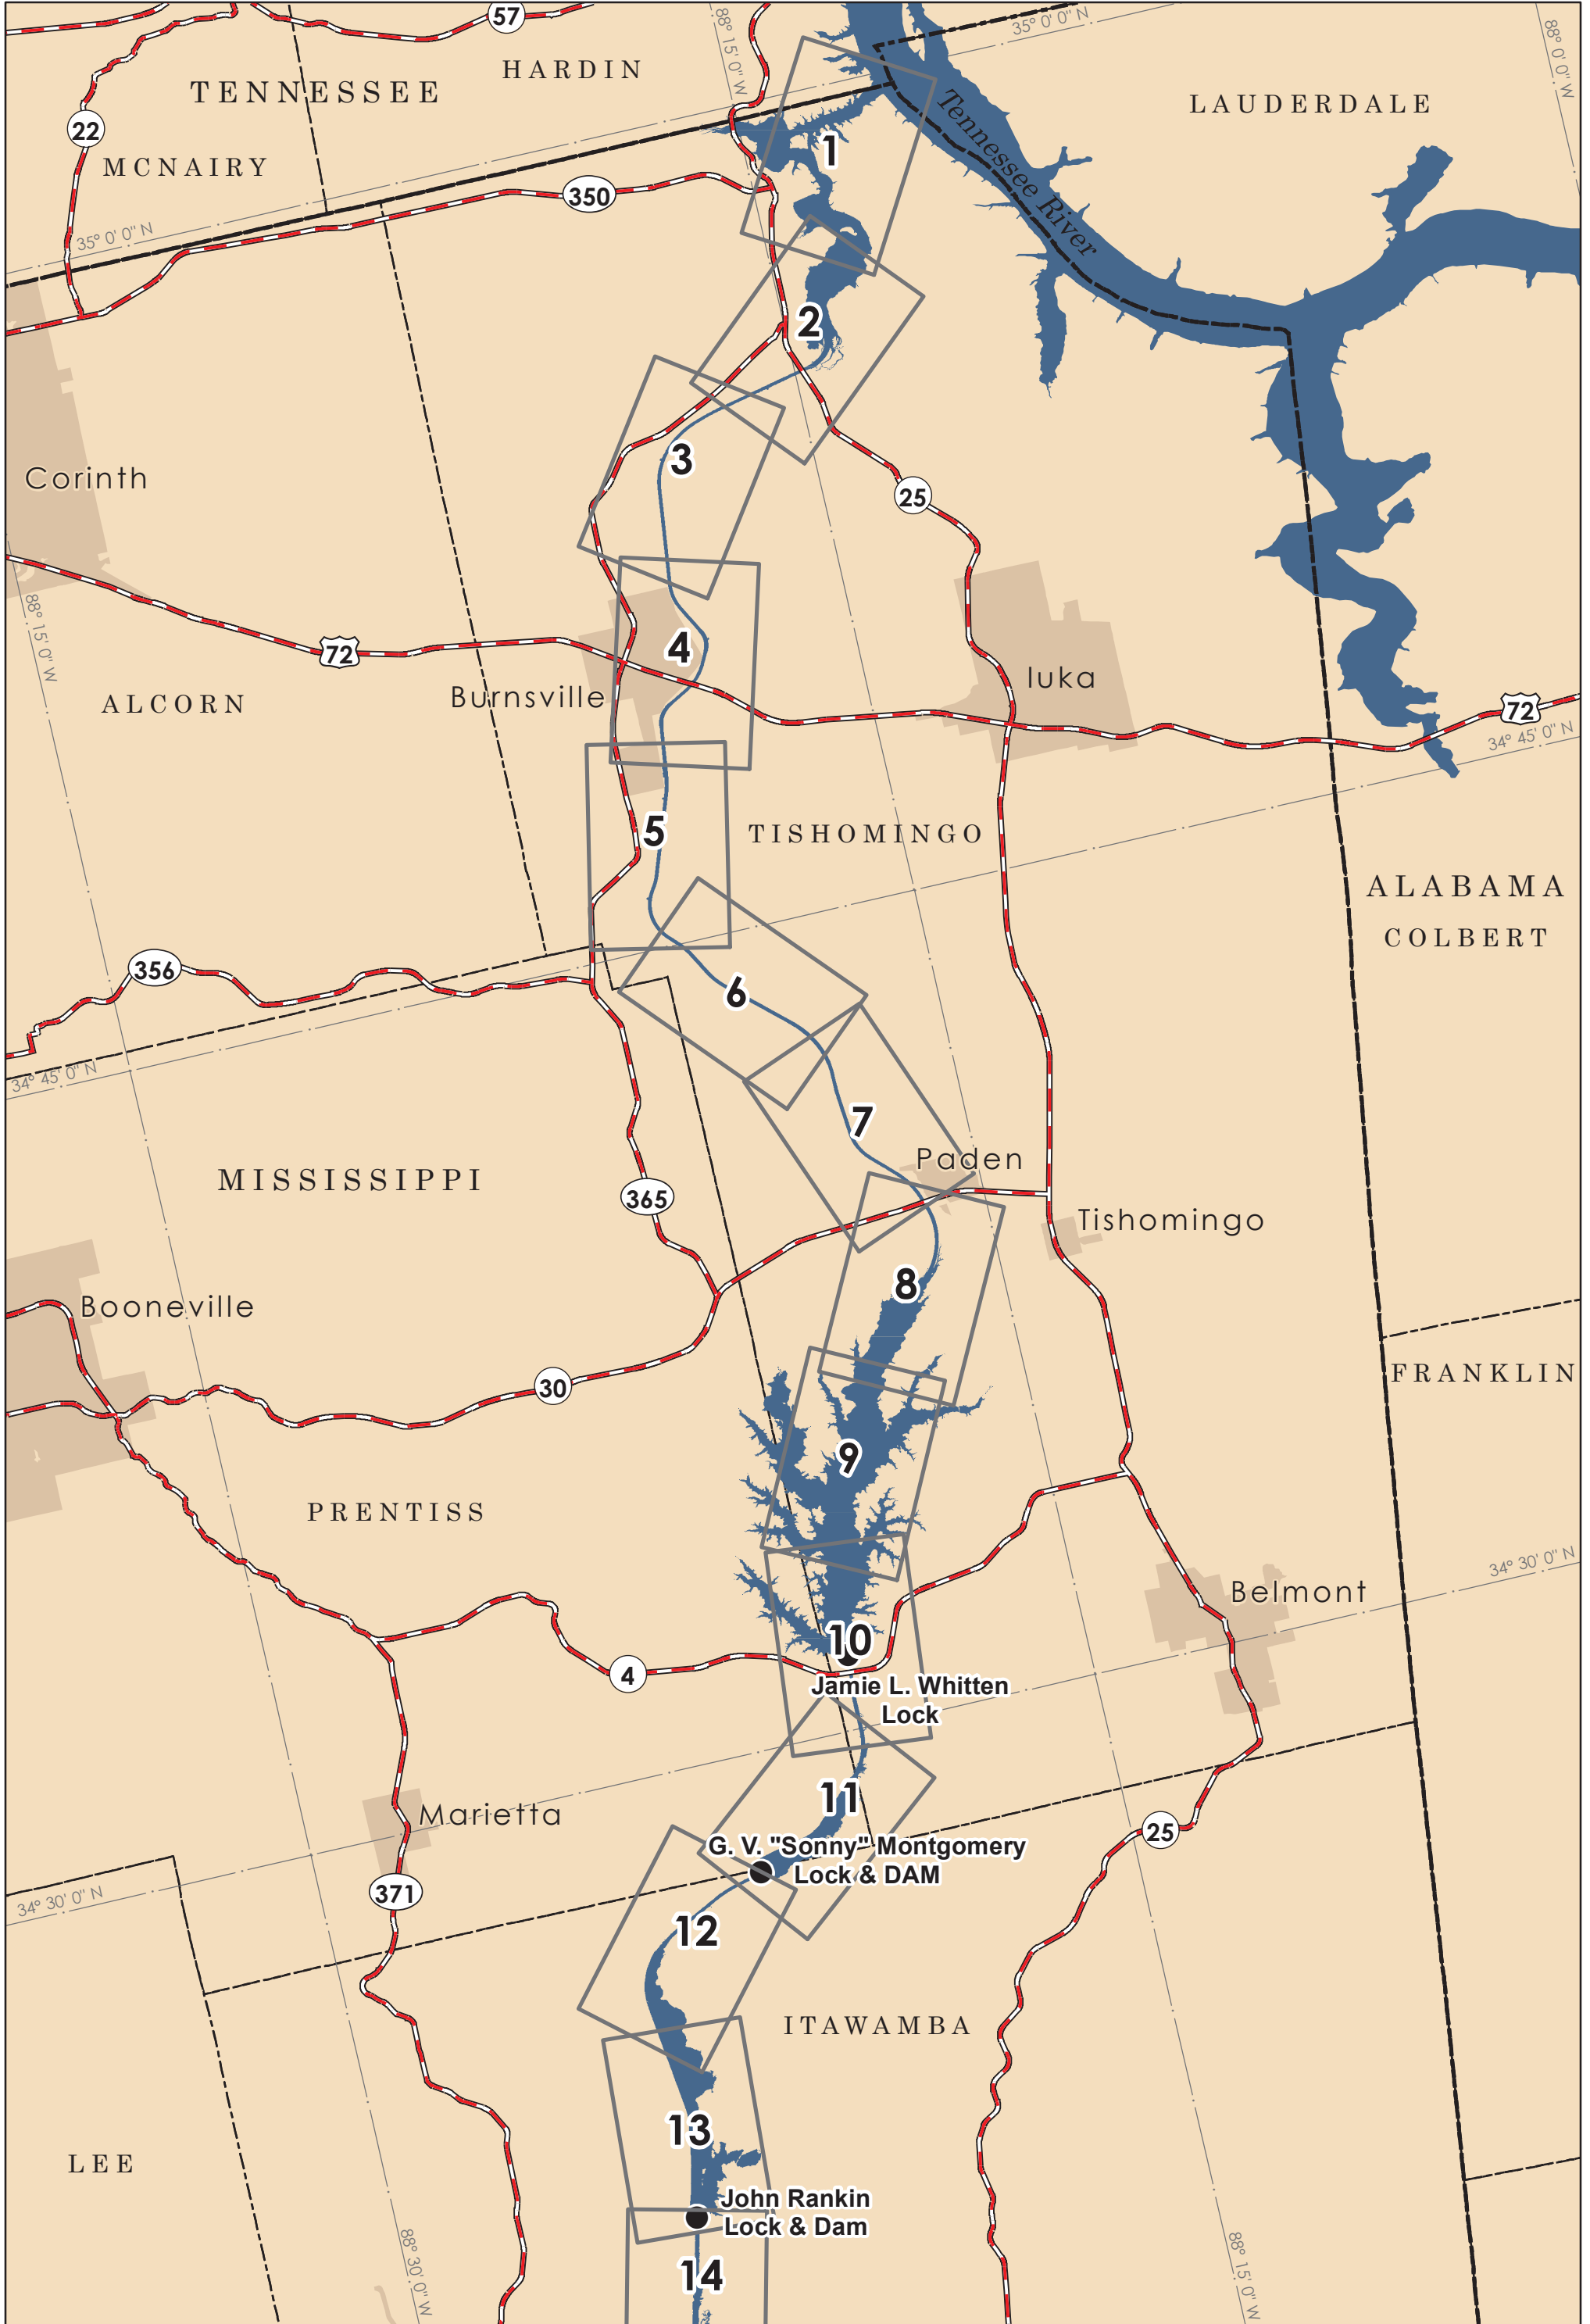 57
88° 15' 0" W
35° 0' 0" N
88° 0' 0" W
HARDIN
TENNESSEE
LAUDERDALE
22
Tennessee River
1
MCNAIRY
350
35° 0' 0" N
2
3
Corinth
25
88° 15' 0" W
4
72
Iuka
Burnsville
ALCORN
72
34° 45' 0" N
5
TISHOMINGO
ALABAMA
COLBERT
356
6
34° 45' 0" N
7
Paden
MISSISSIPPI
365
Tishomingo
8
Booneville
FRANKLIN
30
9
PRENTISS
34° 30' 0" N
Belmont
10
4
Jamie L. Whitten
Lock
11
Marietta
25
G. V. "Sonny" Montgomery
Lock & DAM
371
34° 30' 0" N
12
ITAWAMBA
13
LEE
John Rankin
Lock & Dam
88° 30' 0" W
88° 15' 0" W
14